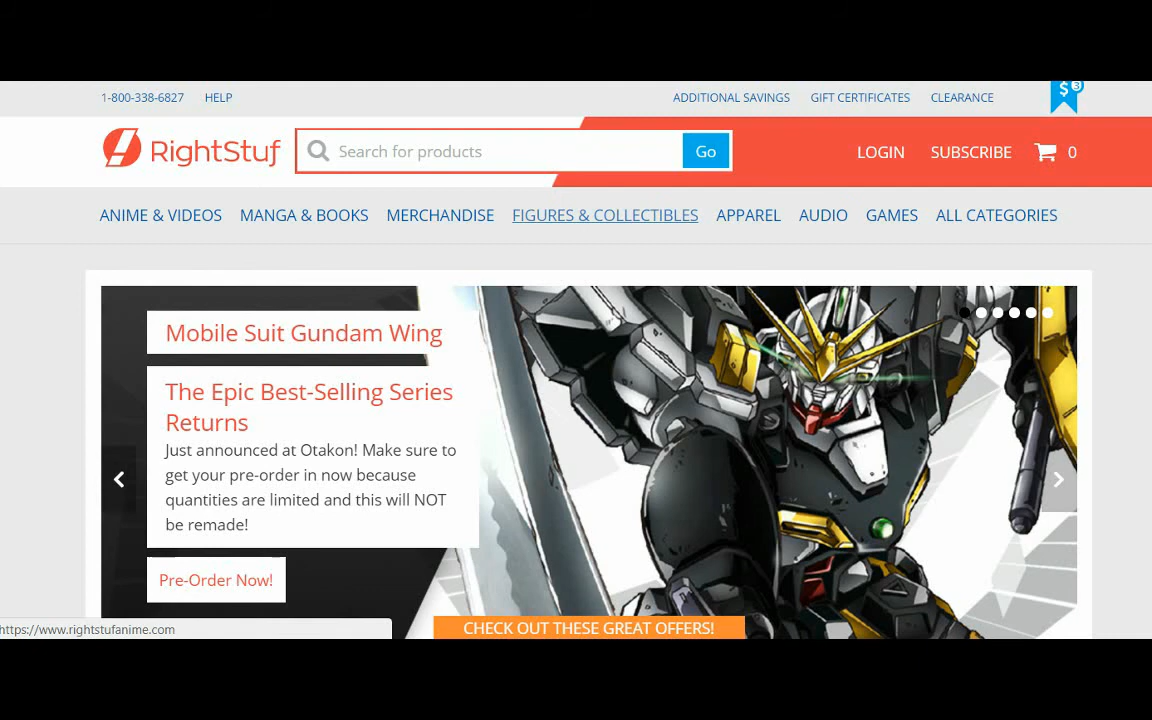 1-800-338-6827 HELP ADDITIONAL SAVINGS GIFT CERTIFICATES CLEARANCE $ 3
RightStuf Search for products Go LOGIN SUBSCRIBE 0
ANIME & VIDEOS MANGA & BOOKS MERCHANDISE FIGURES & COLLECTIBLES APPAREL AUDIO GAMES ALL CATEGORIES
Mobile Suit Gundam Wing
The Epic Best-Selling Series
Returns
Just announced at Otakon! Make sure to
get your pre-order in now because
quantities are limited and this will NOT
be remade!
Pre-Order Now!
CHECK OUT THESE GREAT OFFERS!
https://www.rightstufanime.com